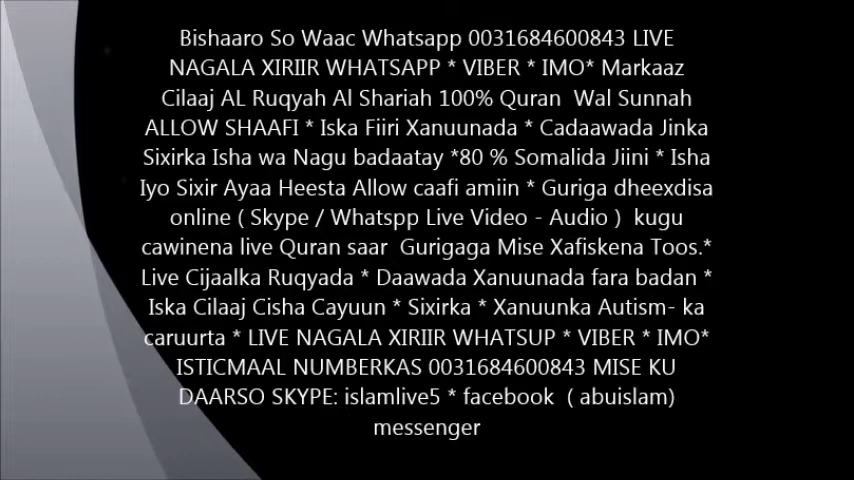 Bishaaro So Waac Whatsapp 0031684600843 LIVE
NAGALA XIRIIR WHATSAPP * VIBER * IMO* Markaaz
Cilaaj AL Ruqyah Al Shariah 100% Quran  Wal Sunnah
ALLOW SHAAFI * Iska Fiiri Xanuunada * Cadaawada Jinka
Sixirka Isha wa Nagu badaatay *80 % Somalida Jiini * Isha
Iyo Sixir Ayaa Heesta Allow caafi amiin * Guriga dheexdisa
online ( Skype / Whatspp Live Video - Audio )  kugu
cawinena live Quran saar  Gurigaga Mise Xafiskena Toos.*
Live Cijaalka Ruqyada * Daawada Xanuunada fara badan *
Iska Cilaaj Cisha Cayuun * Sixirka * Xanuunka Autism- ka
caruurta * LIVE NAGALA XIRIIR WHATSUP * VIBER * IMO*
ISTICMAAL NUMBERKAS 0031684600843 MISE KU
DAARSO SKYPE: islamlive5 * facebook  ( abuislam)
messenger